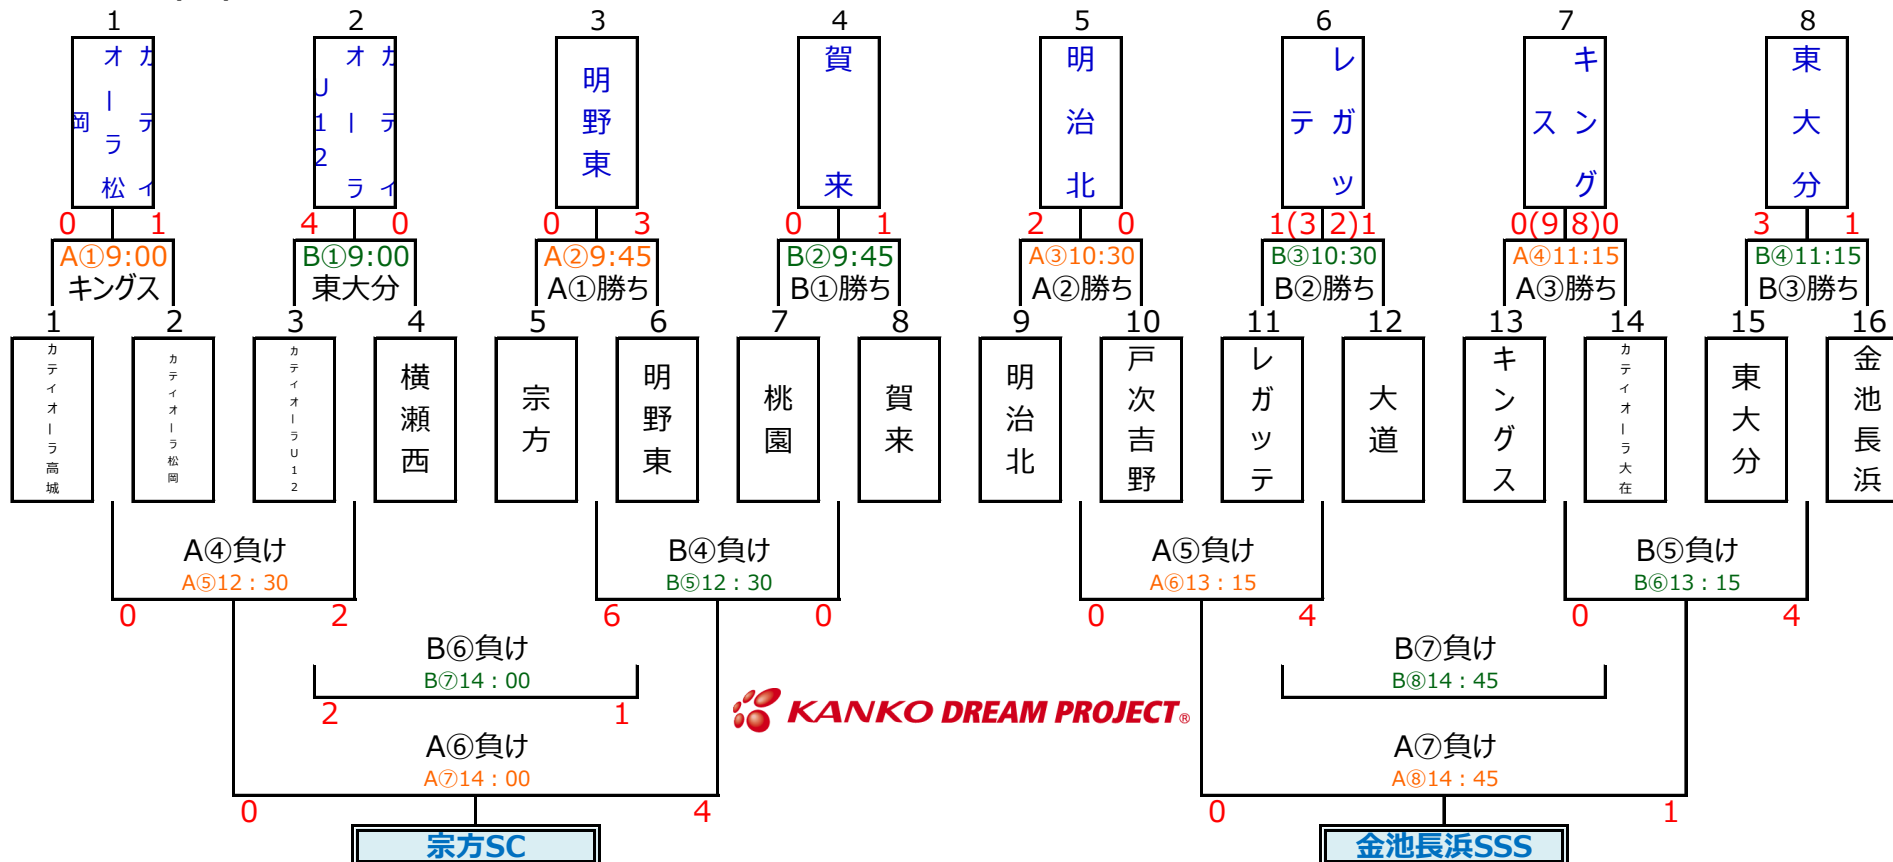 1 2 3 4 5 6 7 8
カティオーラ松岡
カティオーラU12
明野東
賀来
明治北
レガッテ
キングス
東大分
0 1 4 0 0 3 0 1 2 0 1(3 2)1 0(9 8)0 3 1
A①9:00 B①9:00 A②9:45 B②9:45 A③10:30 B③10:30 A④11:15 B④11:15
キングス 東大分 A①勝ち B①勝ち A②勝ち B②勝ち A③勝ち B③勝ち
1 2 3 4 5 6 7 8 9 10 11 12 13 14 15 16
カティオーラ高城
カティオーラ松岡
カティオーラU12
横瀬西
宗方
明野東
桃園
賀来
明治北
戸次吉野
レガッテ
大道
キングス
カティオーラ大在
東大分
金池長浜
A④負け B④負け A⑤負け B⑤負け
A⑤12：30 B⑤12：30 A⑥13：15 B⑥13：15
0 2 6 0 0 4 0 4
B⑥負け B⑦負け
B⑦14：00 B⑧14：45
2 1
KANKO DREAM PROJECT®
A⑥負け A⑦負け
A⑦14：00 A⑧14：45
0 4 0 1
宗方SC 金池長浜SSS